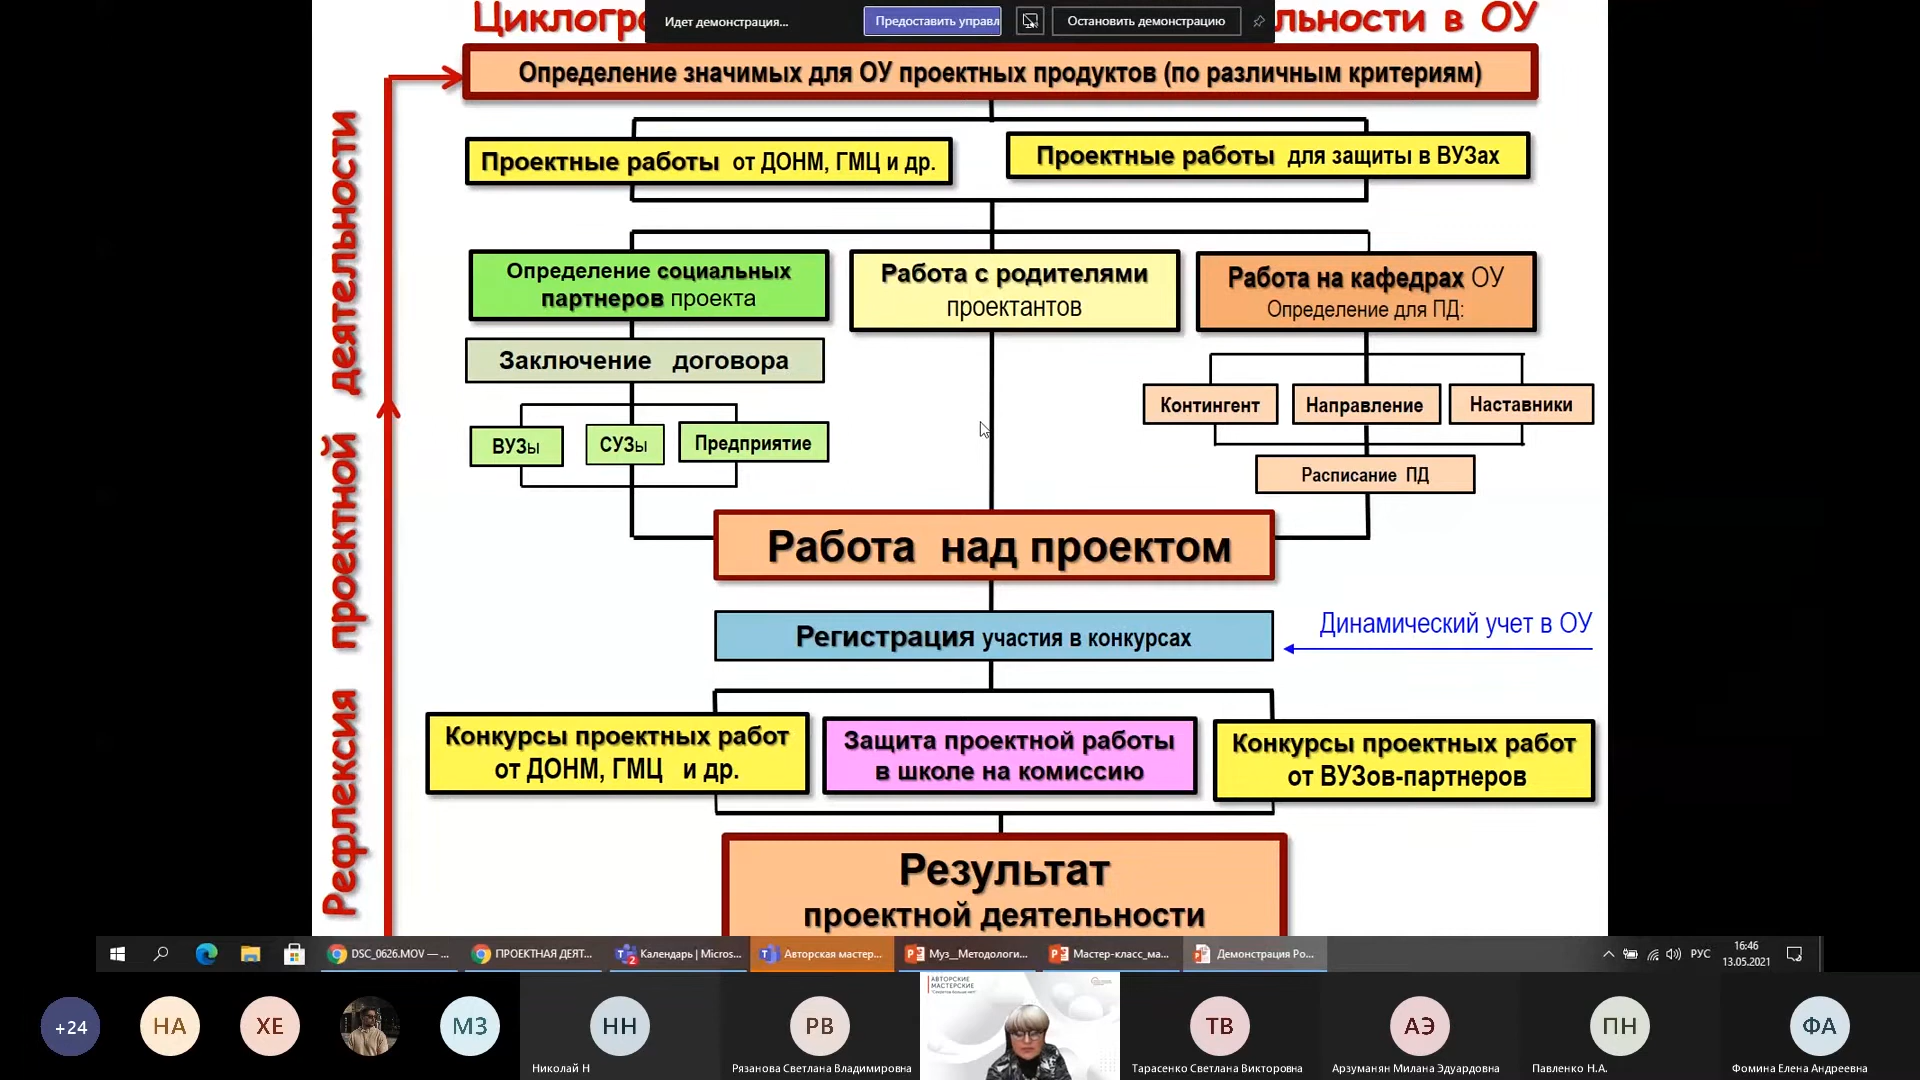 Циклогр
льности в ОУ
Идет демонстрация...
Предоставить управл
Остановить демонстрацию
Определение значимых для ОУ проектных продуктов (по различным критериям)
Проектные работы от ДОНМ, ГМЦ и др.
Проектные работы для защиты в ВУЗах
Определение социальных
партнеров проекта
Работа с родителями
проектантов
Работа на кафедрах ОУ
Определение для ПД:
Заключение договора
ВУЗы
СУЗы
Предприятие
Контингент
Направление
Наставники
Расписание ПД
Работа над проектом
Регистрация участия в конкурсах
Динамический учет в ОУ
Конкурсы проектных работ
от ДОНМ, ГМЦ и др.
Защита проектной работы
в школе на комиссию
Конкурсы проектных работ
от ВУЗов-партнеров
Результат
проектной деятельности
Рефлексия проектной деятельности
DSC_0626.MOV — ...
ПРОЕКТНАЯ ДЕЯТ...
Календарь | Micros...
Авторская мастер...
Муз_Методологи...
Мастер-класс_ма...
Демонстрация Po...
РУС
16:46
13.05.2021
+24
НА
ХЕ
МЗ
НН
Николай Н
РВ
Рязанова Светлана Владимировна
АВТОРСКИЕ
МАСТЕРСКИЕ
ТВ
Тарасенко Светлана Викторовна
АЭ
Арзуманян Милана Эдуардовна
ПН
Павленко Н.А.
ФА
Фомина Елена Андреевна